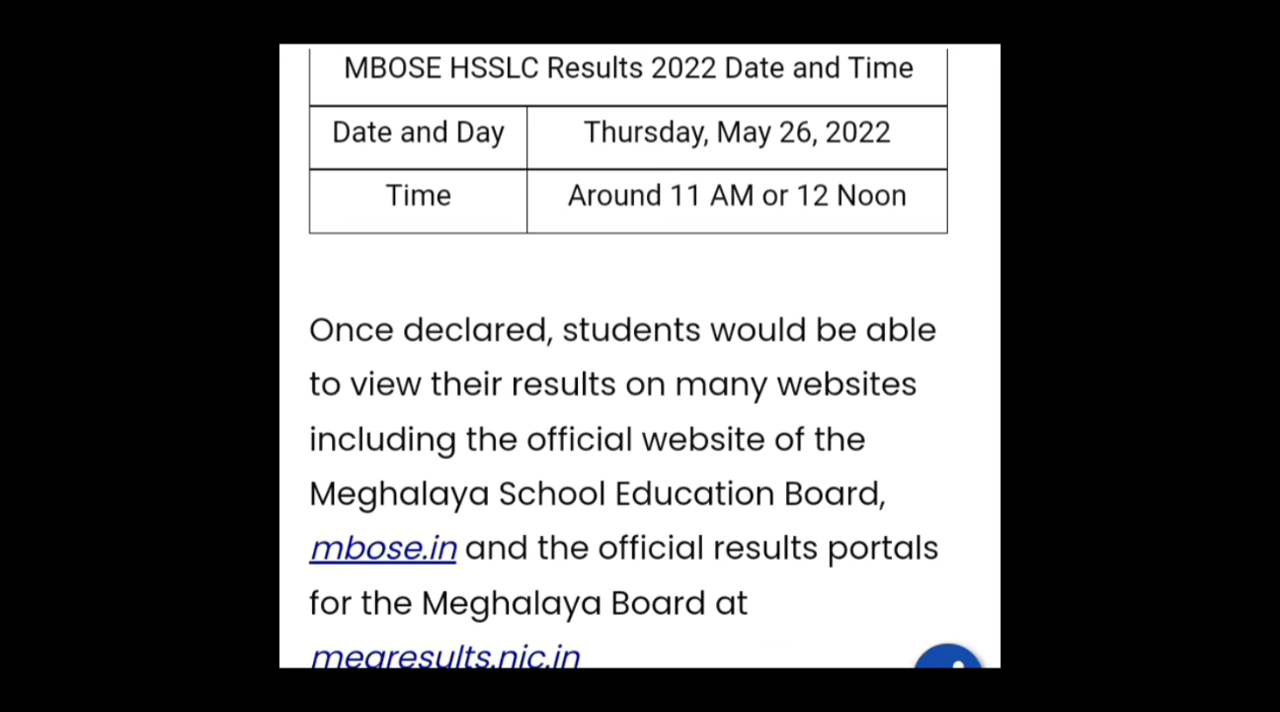 MBOSE HSSLC Results 2022 Date and Time
Date and Day Thursday, May 26, 2022
Time Around 11 AM or 12 Noon
Once declared, students would be able
to view their results on many websites
including the official website of the
Meghalaya School Education Board,
mbose.in and the official results portals
for the Meghalaya Board at
megresults.nic.in